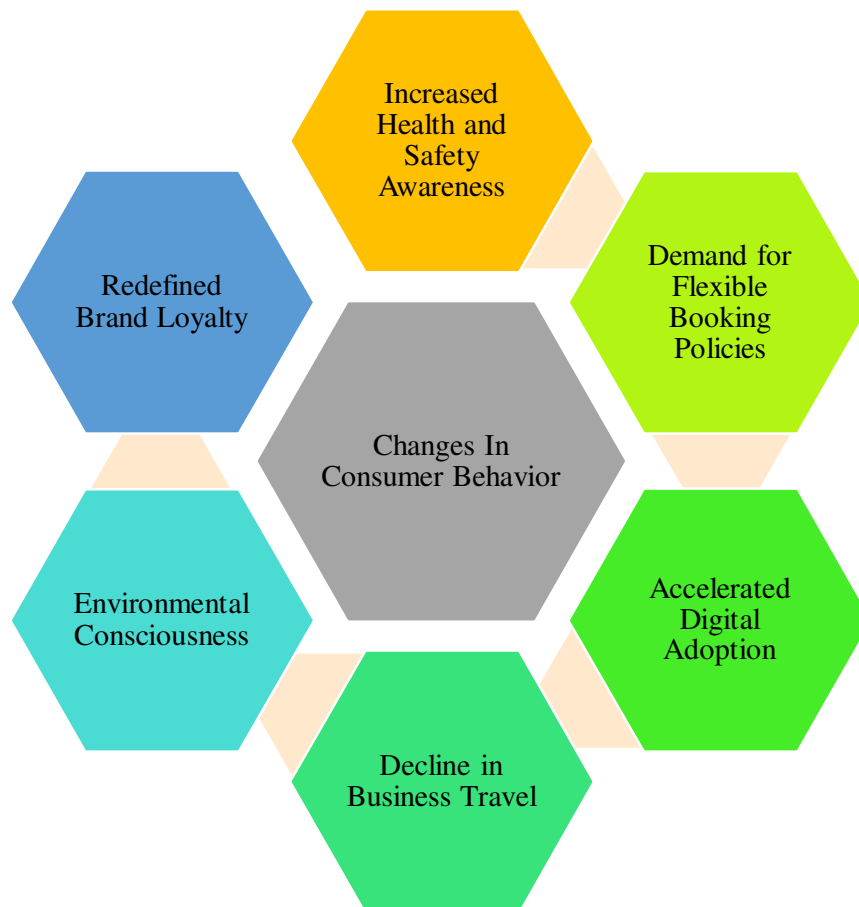 Increased
Health and
Safety
Awareness
Demand for
Flexible
Booking
Policies
Accelerated
Digital
Adoption
Decline in
Business Travel
Environmental
Consciousness
Redefined
Brand Loyalty
Changes In
Consumer Behavior